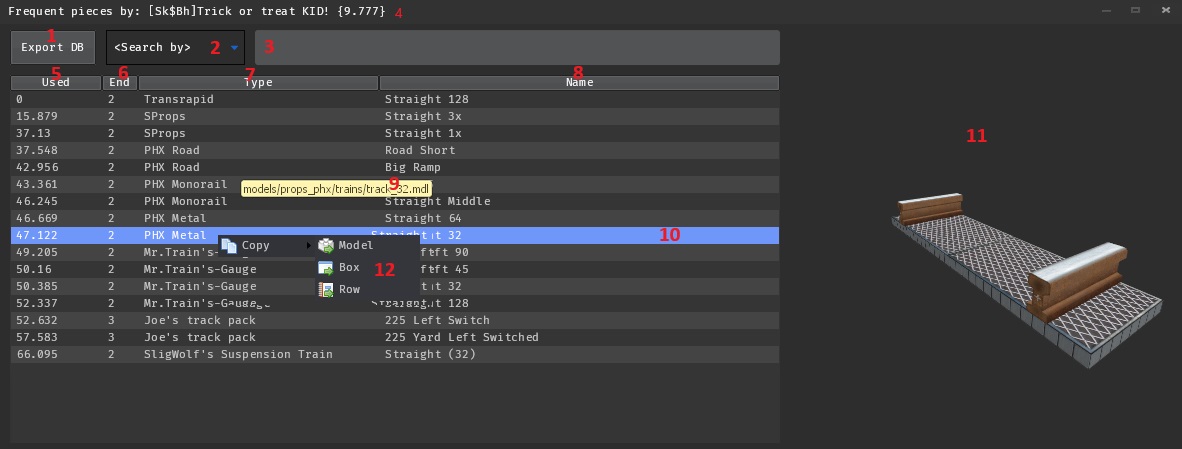 Frequent pieces by: [Sk$Bh]Trick or treat KID! {9.777} 4
1 Export DB <Search by> 2 3
5 Used 6 End 7 Type 8 Name
0 2 Transrapid Straight 128
15.879 2 SProps Straight 3x
37.13 2 SProps Straight 1x
37.548 2 PHX Road Road Short
42.956 2 PHX Road Big Ramp
11
43.361 2 PHX Monorail
models/props_phx/trains/track_32.mdl 9
46.245 2 PHX Monorail Straight Middle
46.669 2 PHX Metal Straight 64
47.122 2 PHX Metal Straight 32 10
Copy Model
49.205 2 Mr.Train's-Gauge 90
50.16 2 Mr.Train's-Gauge 45
Box 12
50.385 2 Mr.Train's-Gauge 32
Row
52.337 2 Mr.Train's-Gauge Straight 128
52.632 3 Joe's track pack 225 Left Switch
57.583 3 Joe's track pack 225 Yard Left Switched
66.095 2 SligWolf's Suspension Train Straight (32)